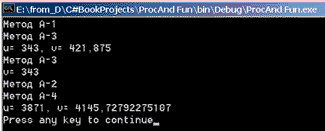 E:\from_D\C#BookProjects\ProcAnd Fun\bin\Debug\ProcAnd Fun.exe
Метод A-1
Метод A-3
u= 343, v= 421,875
Метод A-3
u= 343
Метод A-2
Метод A-4
u= 3871, v= 4145,72792275107
Press any key to continue_